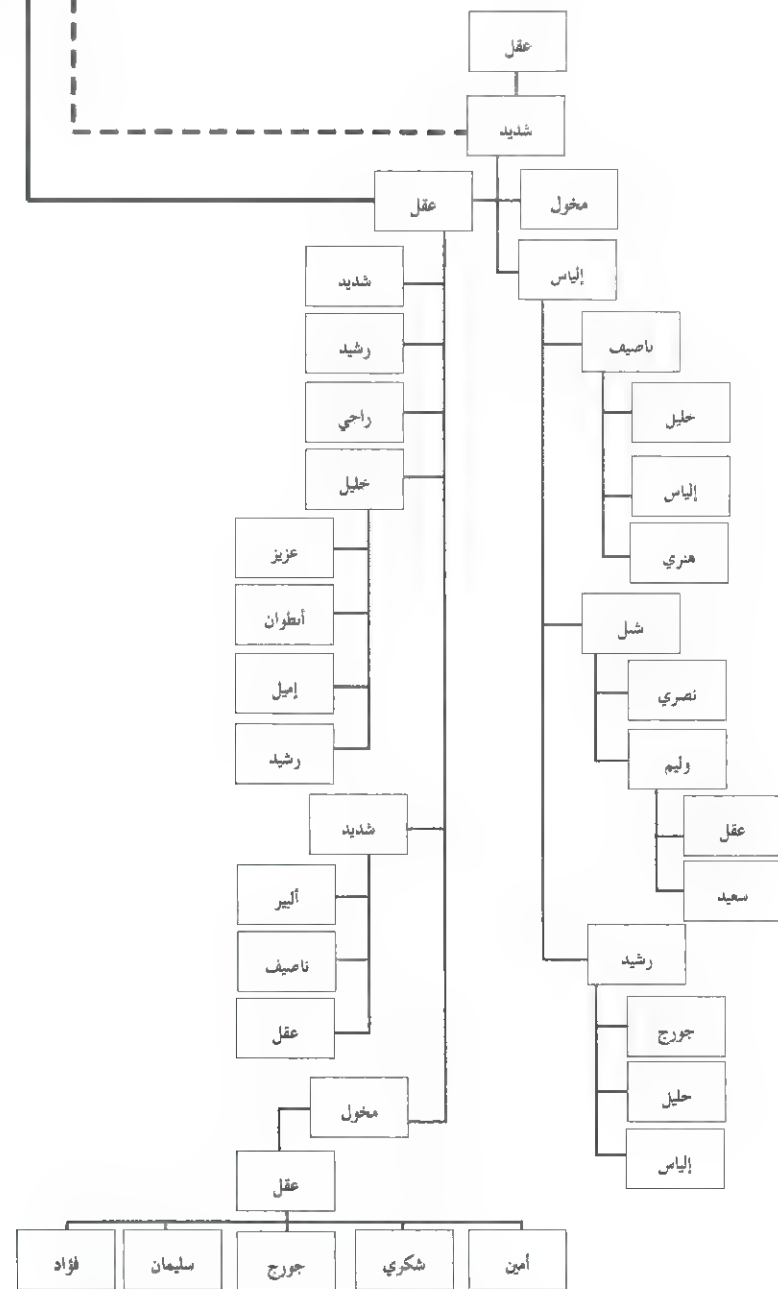 عقل
شديد
مخول
عقل
إلياس
ناصيف
خليل
إلياس
هنري
شبل
نصري
وليم
عقل
سعيد
رشيد
جورج
خليل
إلياس
شديد
رشيد
راجي
خليل
عزيز
أنطوان
إميل
رشيد
شديد
ألبير
ناصيف
عقل
مخول
عقل
أمين
شكري
جورج
سليمان
فؤاد